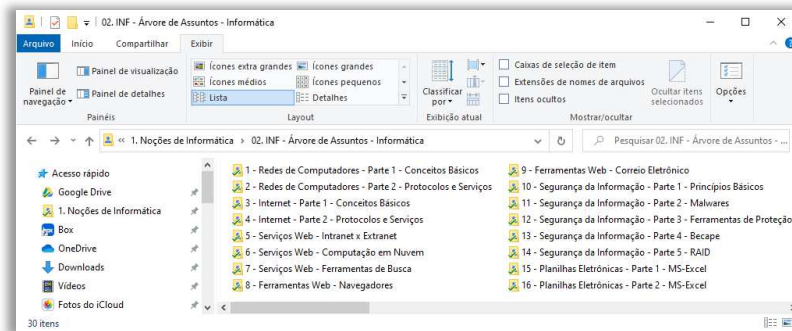 02. INF - Árvore de Assuntos - Informática
Arquivo Início Compartilhar Exibir
Painel de navegação
Painel de visualização
Painel de detalhes
Painéis
Ícones extra grandes Ícones grandes
Ícones médios Ícones pequenos
Lista Detalhes
Layout
Classificar por
Exibição atual
Caixas de seleção de item
Extensões de nomes de arquivos
Itens ocultos
Ocultar itens selecionados
Mostrar/ocultar
Opções
« 1. Noções de Informática > 02. INF - Árvore de Assuntos - Informática
Pesquisar 02. INF - Árvore de Assuntos - ...
Acesso rápido
Google Drive
1. Noções de Informática
Box
OneDrive
Downloads
Vídeos
Fotos do iCloud
1 - Redes de Computadores - Parte 1 - Conceitos Básicos
2 - Redes de Computadores - Parte 2 - Protocolos e Serviços
3 - Internet - Parte 1 - Conceitos Básicos
4 - Internet - Parte 2 - Protocolos e Serviços
5 - Serviços Web - Intranet x Extranet
6 - Serviços Web - Computação em Nuvem
7 - Serviços Web - Ferramentas de Busca
8 - Ferramentas Web - Navegadores
9 - Ferramentas Web - Correio Eletrônico
10 - Segurança da Informação - Parte 1 - Princípios Básicos
11 - Segurança da Informação - Parte 2 - Malwares
12 - Segurança da Informação - Parte 3 - Ferramentas de Proteção
13 - Segurança da Informação - Parte 4 - Becape
14 - Segurança da Informação - Parte 5 - RAID
15 - Planilhas Eletrônicas - Parte 1 - MS-Excel
16 - Planilhas Eletrônicas - Parte 2 - MS-Excel
30 itens